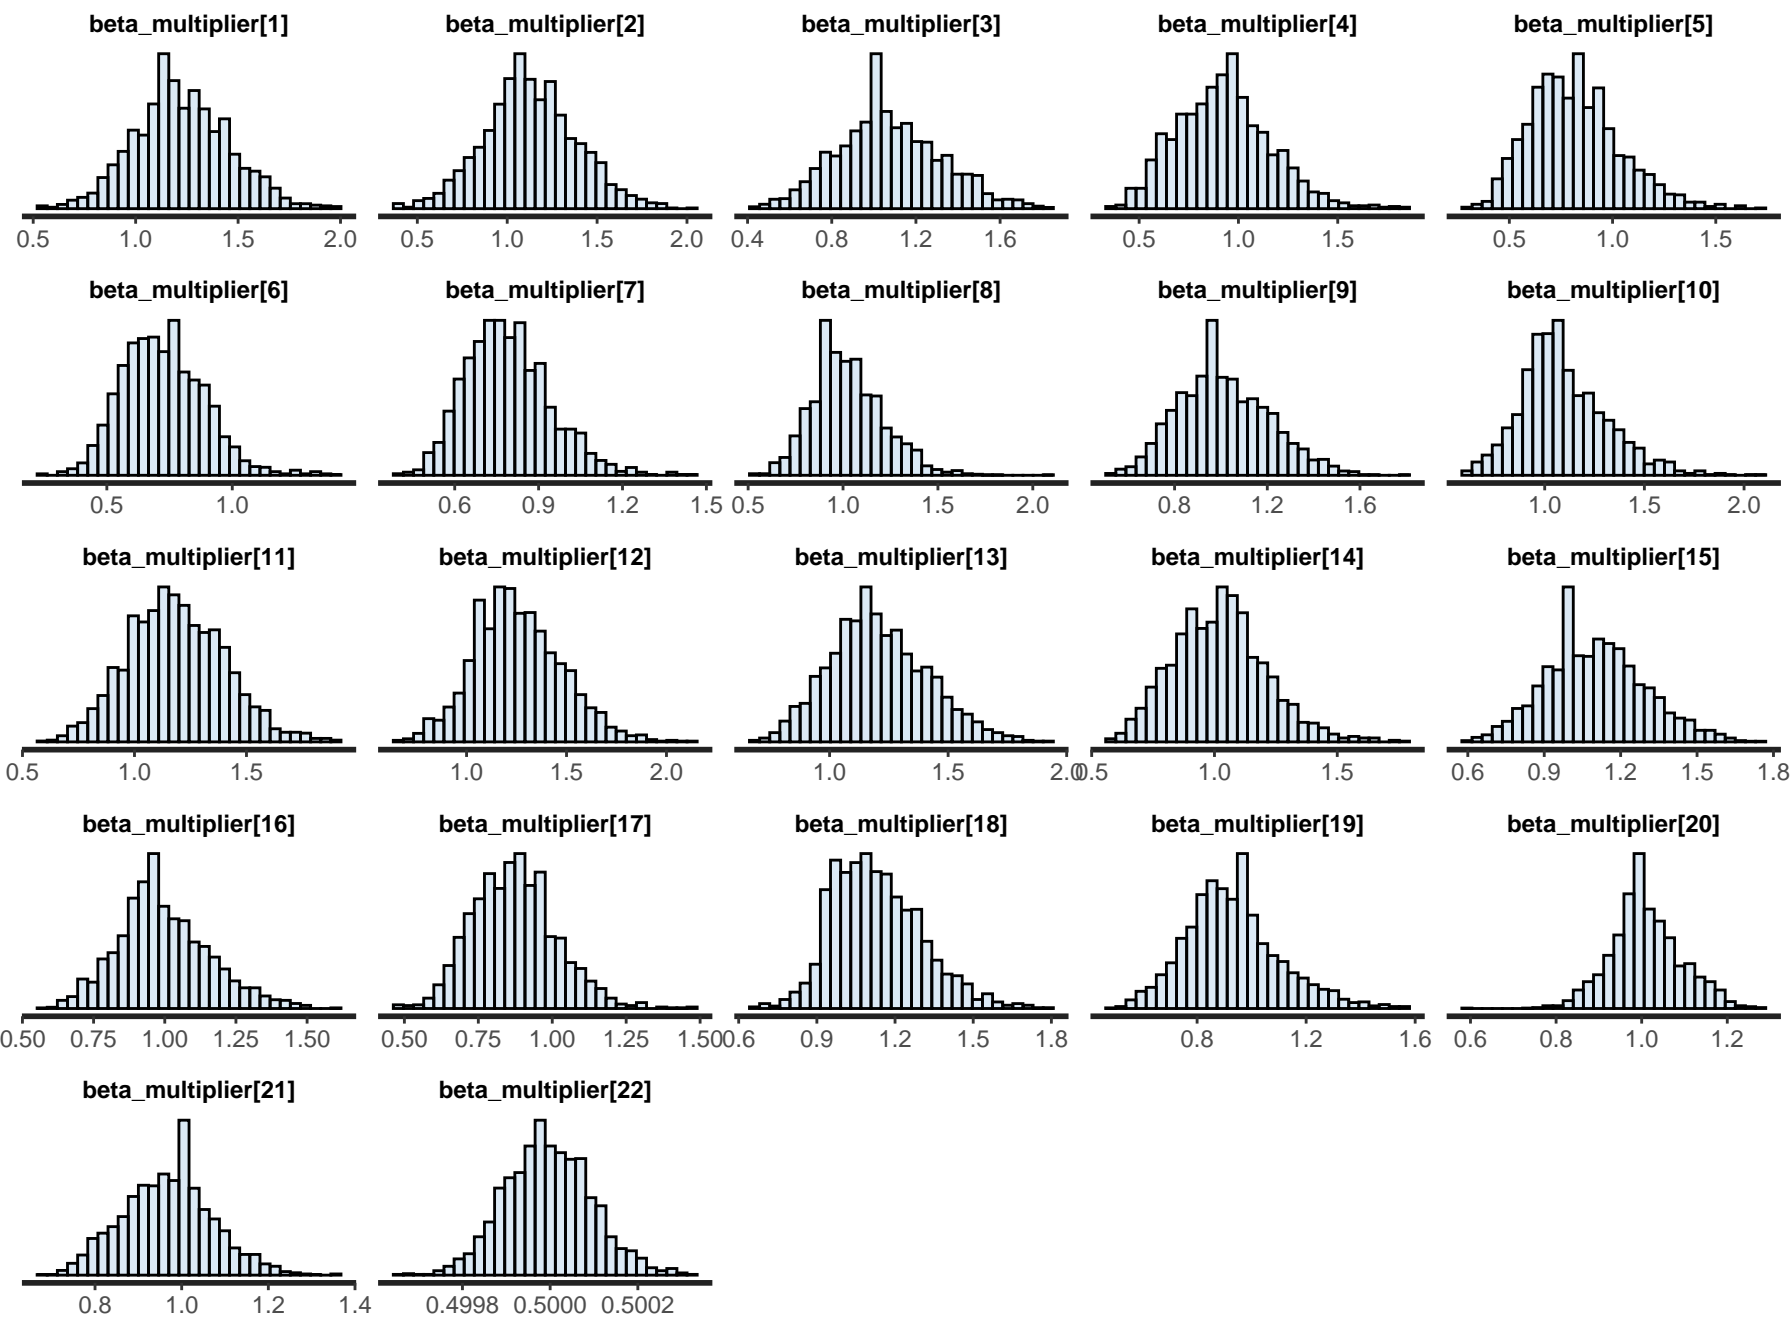 beta_multiplier[1] beta_multiplier[2] beta_multiplier[3] beta_multiplier[4] beta_multiplier[5]
0.5 1.0 1.5 2.0 0.5 1.0 1.5 2.0 0.4 0.8 1.2 1.6 0.5 1.0 1.5 0.5 1.0 1.5
beta_multiplier[6] beta_multiplier[7] beta_multiplier[8] beta_multiplier[9] beta_multiplier[10]
0.5 1.0 0.6 0.9 1.2 1.5 0.5 1.0 1.5 2.0 0.8 1.2 1.6 1.0 1.5 2.0
beta_multiplier[11] beta_multiplier[12] beta_multiplier[13] beta_multiplier[14] beta_multiplier[15]
0.5 1.0 1.5 1.0 1.5 2.0 1.0 1.5 2.0 0.5 1.0 1.5 0.6 0.9 1.2 1.5 1.8
beta_multiplier[16] beta_multiplier[17] beta_multiplier[18] beta_multiplier[19] beta_multiplier[20]
0.50 0.75 1.00 1.25 1.50 0.50 0.75 1.00 1.25 1.50 0.6 0.9 1.2 1.5 1.8 0.8 1.2 1.6 0.6 0.8 1.0 1.2
beta_multiplier[21] beta_multiplier[22]
0.8 1.0 1.2 1.4 0.4998 0.5000 0.5002